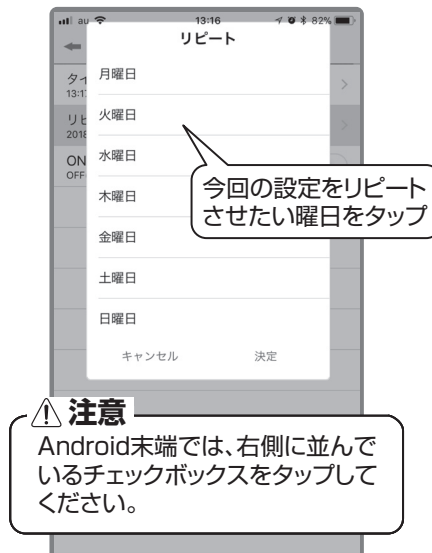 au 13:16 82%
リピート
タイ
13:17
リピ
2018
ON
OFF
月曜日
火曜日
水曜日
木曜日
金曜日
土曜日
日曜日
キャンセル 決定
今回の設定をリピート
させたい曜日をタップ
注意
Android末端では、右側に並んで
いるチェックボックスをタップして
ください。